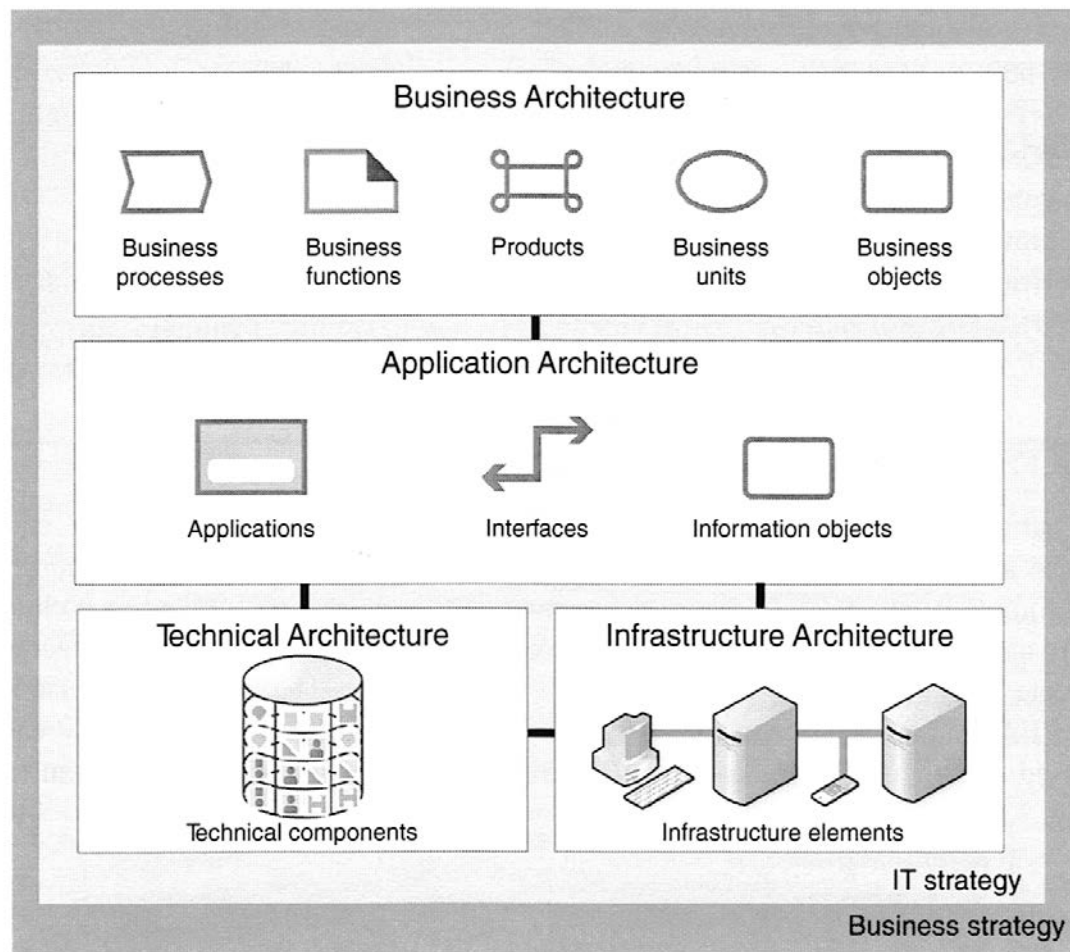 Business Architecture
Business
processes
Business
functions
Products
Business
units
Business
objects
Application Architecture
Applications
Interfaces
Information objects
Technical Architecture
Technical components
Infrastructure Architecture
Infrastructure elements
IT strategy
Business strategy